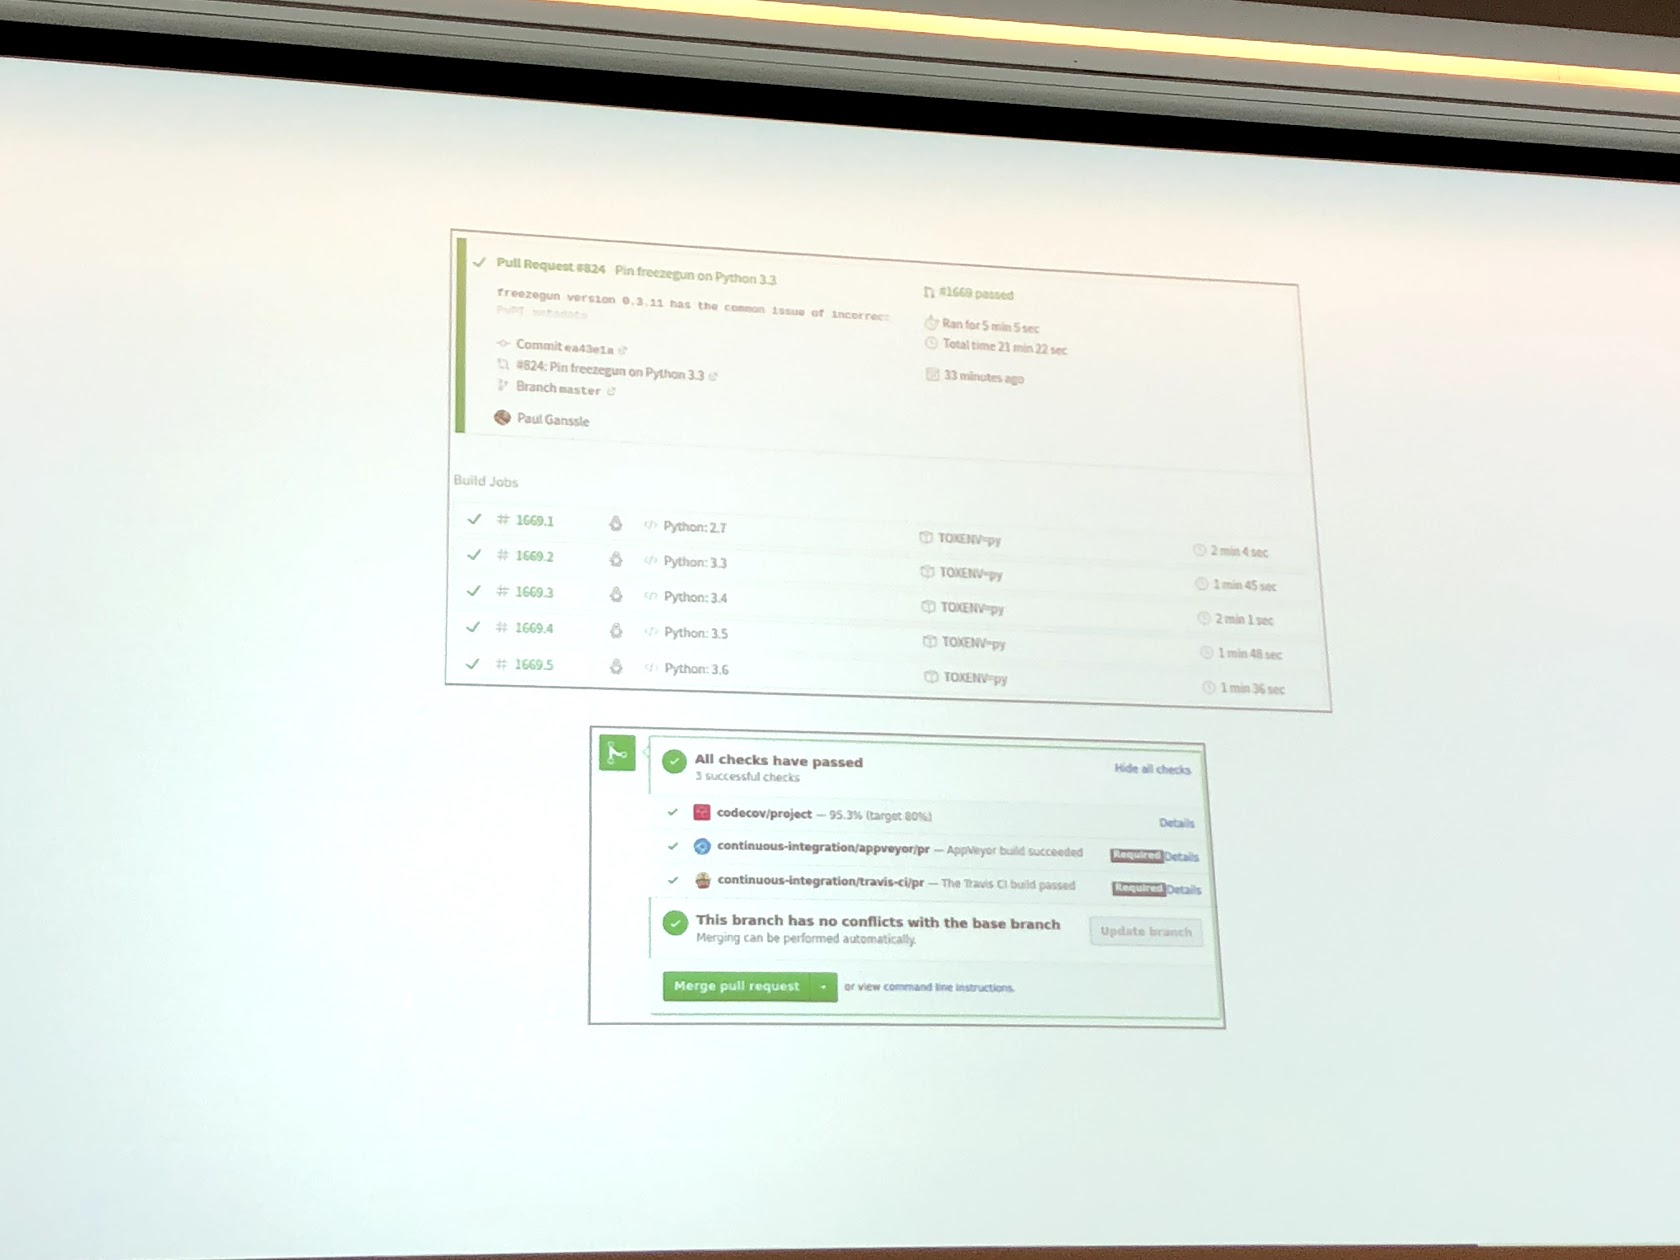 Pull Request #824 Pin freezegun on Python 3.3
freezegun version 0.3.11 has the common issue of incorrect
PyPI metadata
Commit ea43e1a
#824: Pin freezegun on Python 3.3
Branch master
Paul Ganssle
#1669 passed
Ran for 5 min 5 sec
Total time 21 min 22 sec
33 minutes ago
Build Jobs
# 1669.1 Python: 2.7 TOXENV=py 2 min 4 sec
# 1669.2 Python: 3.3 TOXENV=py 1 min 45 sec
# 1669.3 Python: 3.4 TOXENV=py 2 min 1 sec
# 1669.4 Python: 3.5 TOXENV=py 1 min 48 sec
# 1669.5 Python: 3.6 TOXENV=py 1 min 36 sec
All checks have passed
3 successful checks
Hide all checks
codecov/project — 95.3% (target 80%) Details
continuous-integration/appveyor/pr — AppVeyor build succeeded Required Details
continuous-integration/travis-ci/pr — The Travis CI build passed Required Details
This branch has no conflicts with the base branch
Merging can be performed automatically.
Update branch
Merge pull request or view command line instructions.